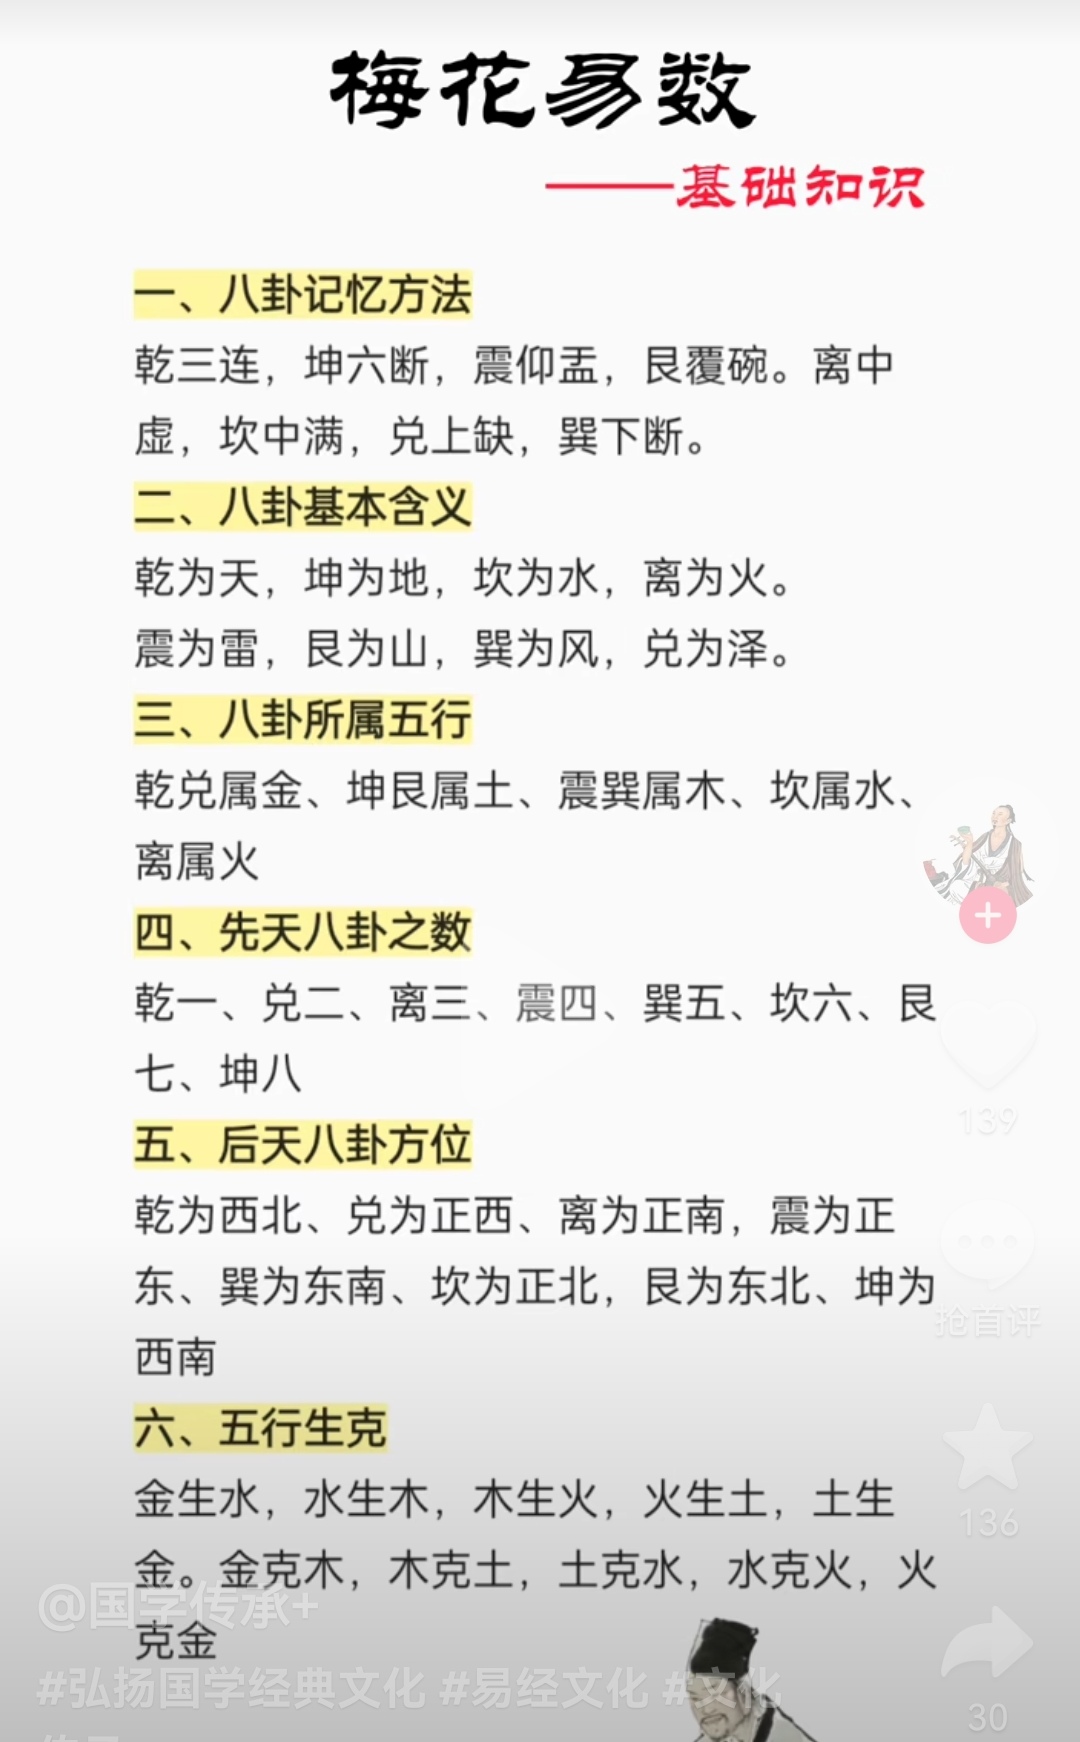 梅花易数
——基础知识
一、八卦记忆方法
乾三连，坤六断，震仰盂，艮覆碗。离中
虚，坎中满，兑上缺，巽下断。
二、八卦基本含义
乾为天，坤为地，坎为水，离为火。
震为雷，艮为山，巽为风，兑为泽。
三、八卦所属五行
乾兑属金、坤艮属土、震巽属木、坎属水、
离属火
四、先天八卦之数
乾一、兑二、离三、震四、巽五、坎六、艮
七、坤八
139
五、后天八卦方位
乾为西北、兑为正西、离为正南，震为正
东、巽为东南、坎为正北，艮为东北、坤为
抢首评
西南
六、五行生克
金生水，水生木，木生火，火生土，土生
136
金。金克木，木克土，土克水，水克火，火
@国学传承+
克金
#弘扬国学经典文化 #易经文化 #文化
30